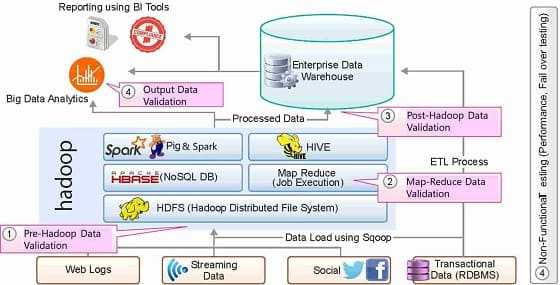 Reporting using BI Tools
COMPLIANCE
Enterprise Data
Warehouse
Big Data Analytics
4 Output Data
Validation
Processed Data
3 Post-Hadoop Data
Validation
hadoop
Spark Pig & Spark
HIVE
HIVE
APACHE
HBASE (NoSQL DB)
Map Reduce
(Job Execution)
HDFS (Hadoop Distributed File System)
ETL Process
2 Map-Reduce Data
Validation
1 Pre-Hadoop Data
Validation
Data Load using Sqoop
Web Logs
Streaming
Data
Social
Transactional
Data (RDBMS)
4 Non-Functional Testing (Performance, Fail over testing)